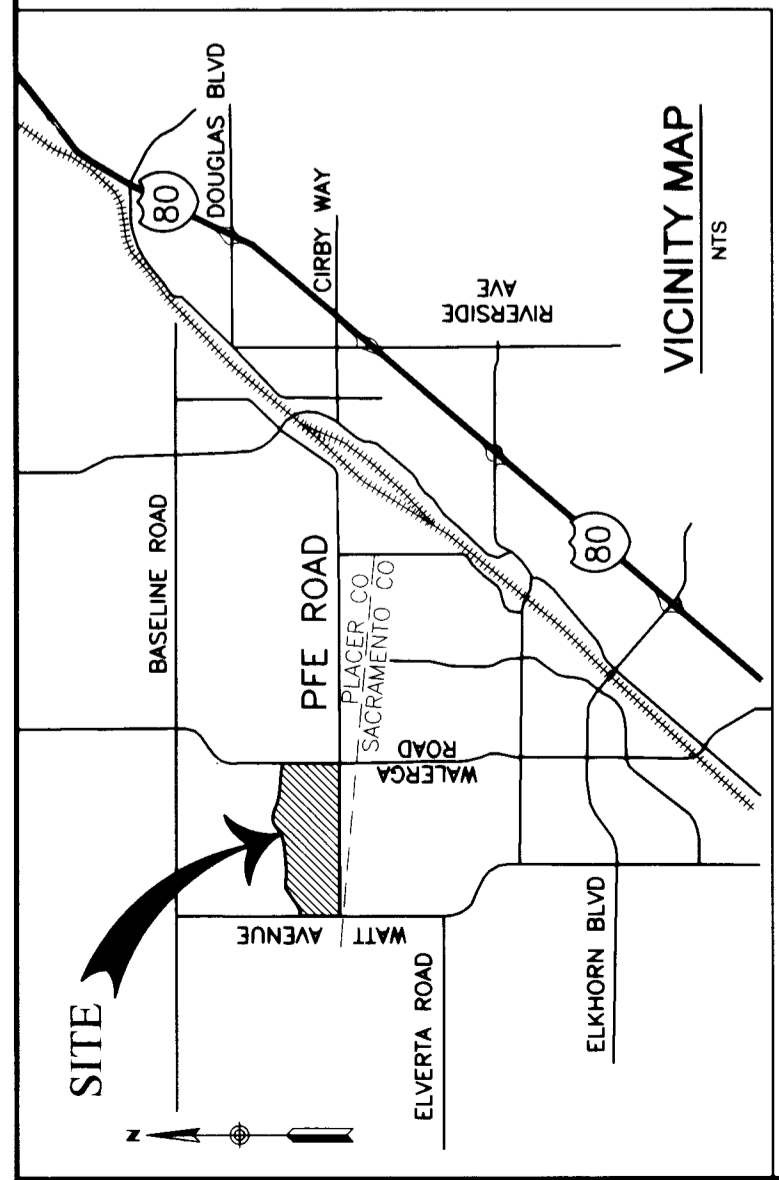 SITE
N
BASELINE ROAD
DOUGLAS BLVD
80
CIRBY WAY
PFE ROAD
PLACER CO
SACRAMENTO CO
WATT
AVENUE
WALERGA
ROAD
RIVERSIDE
AVE
ELVERTA ROAD
80
ELKHORN BLVD
VICINITY MAP
NTS